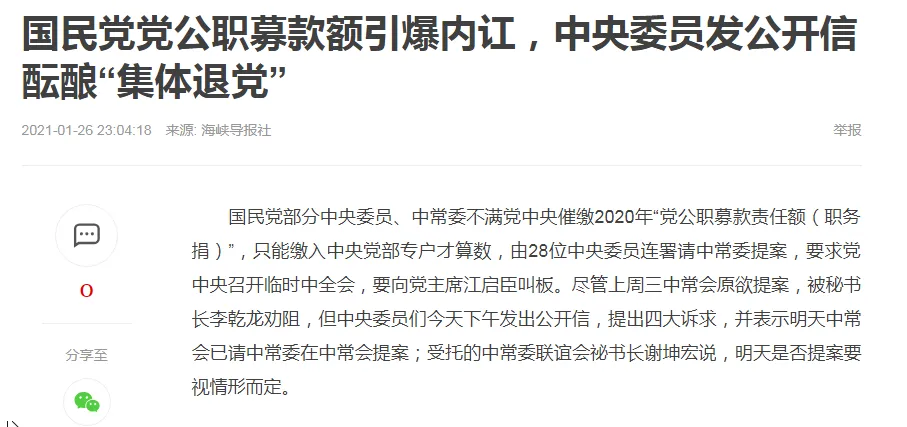 国民党党公职募款额引爆内讧，中央委员发公开信
酝酿“集体退党”
2021-01-26 23:04:18 来源: 海峡导报社
举报
国民党部分中央委员、中常委不满党中央催缴2020年“党公职募款责任额（职务
捐）”，只能缴入中央党部专户才算数，由28位中央委员连署请中常委提案，要求党
中央召开临时中全会，要向党主席江启臣叫板。尽管上周三中常会原欲提案，被秘书
长李乾龙劝阻，但中央委员们今天下午发出公开信，提出四大诉求，并表示明天中常
会已请中常委在中常会提案；受托的中常委联谊会祕书长谢坤宏说，明天是否提案要
视情形而定。
0
分享至